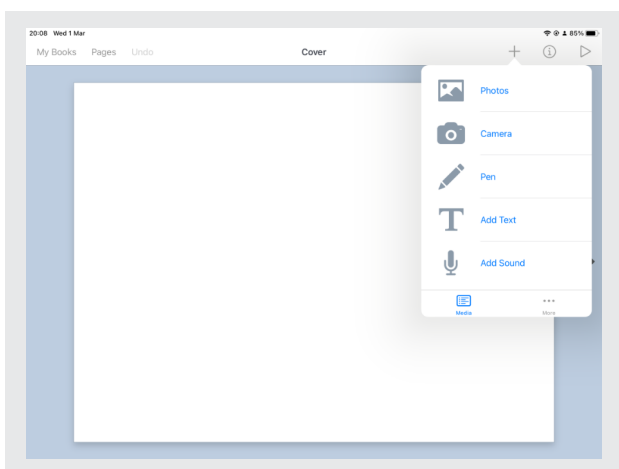 20:08 Wed 1 Mar
85%
My Books Pages Undo Cover
Photos
Camera
Pen
Add Text
Add Sound
Media More